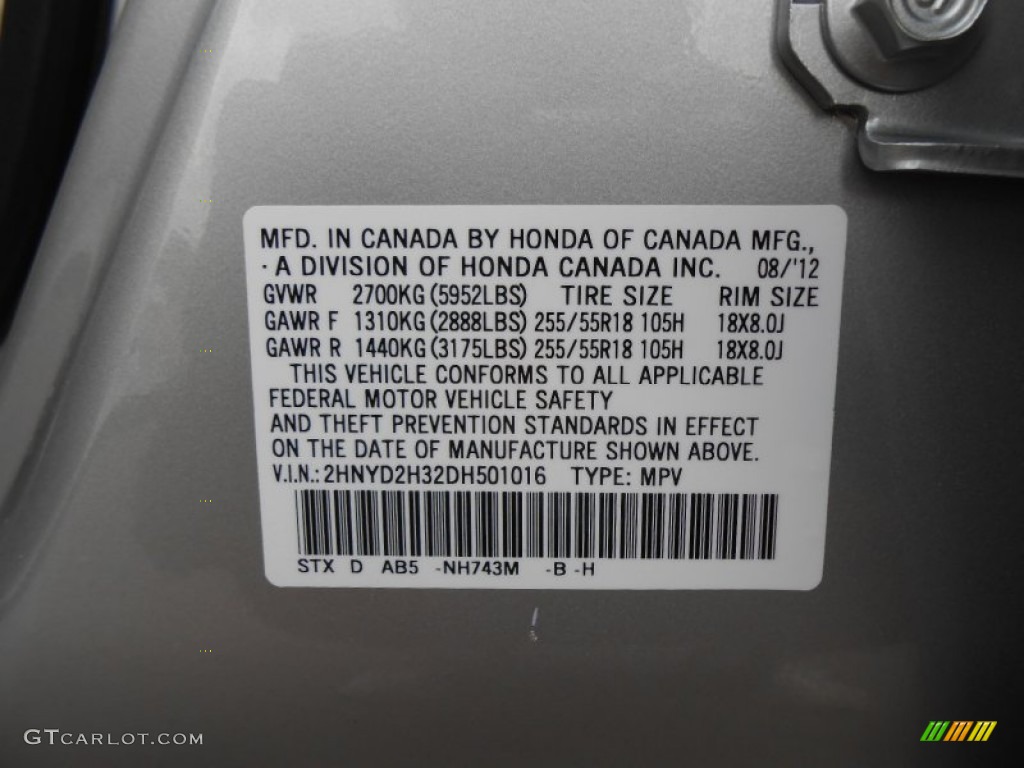 MFD. IN CANADA BY HONDA OF CANADA MFG.,
· A DIVISION OF HONDA CANADA INC. 08/'12
GVWR 2700KG (5952LBS) TIRE SIZE RIM SIZE
GAWR F 1310KG (2888LBS) 255/55R18 105H 18X8.0J
GAWR R 1440KG (3175LBS) 255/55R18 105H 18X8.0J
THIS VEHICLE CONFORMS TO ALL APPLICABLE
FEDERAL MOTOR VEHICLE SAFETY
AND THEFT PREVENTION STANDARDS IN EFFECT
ON THE DATE OF MANUFACTURE SHOWN ABOVE.
V.I.N.: 2HNYD2H32DH501016 TYPE: MPV
STX D AB5 -NH743M -B -H
GTCARLOT.COM